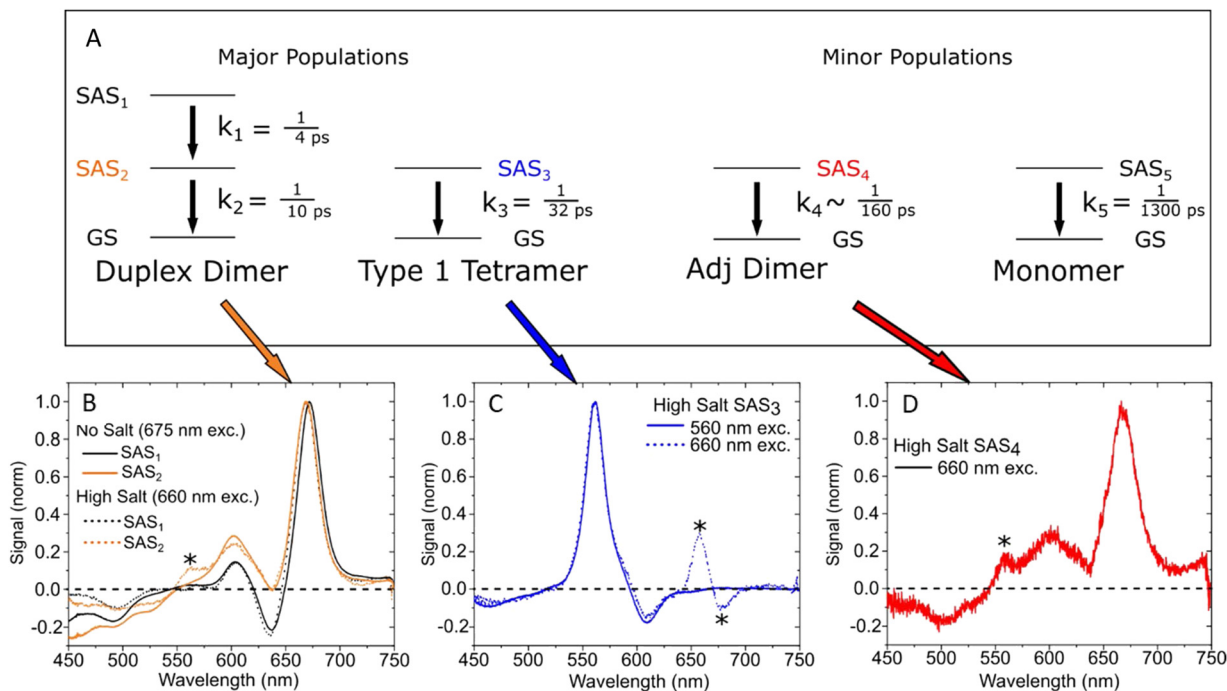 A
Major Populations
Minor Populations
SAS1
k1 = 1/4 ps
SAS2
SAS3
SAS4
SAS5
k2 = 1/10 ps
k3 = 1/32 ps
k4 ~ 1/160 ps
k5 = 1/1300 ps
GS
GS
GS
GS
Duplex Dimer
Type 1 Tetramer
Adj Dimer
Monomer
B
No Salt (675 nm exc.)
SAS1
SAS2
High Salt (660 nm exc.)
SAS1
SAS2
*
Signal (norm)
1.0
0.8
0.6
0.4
0.2
0.0
-0.2
450 500 550 600 650 700 750
Wavelength (nm)
C
High Salt SAS3
560 nm exc.
660 nm exc.
*
*
Signal (norm)
1.0
0.8
0.6
0.4
0.2
0.0
-0.2
450 500 550 600 650 700 750
Wavelength (nm)
D
High Salt SAS4
660 nm exc.
*
Signal (norm)
1.0
0.8
0.6
0.4
0.2
0.0
-0.2
450 500 550 600 650 700 750
Wavelength (nm)